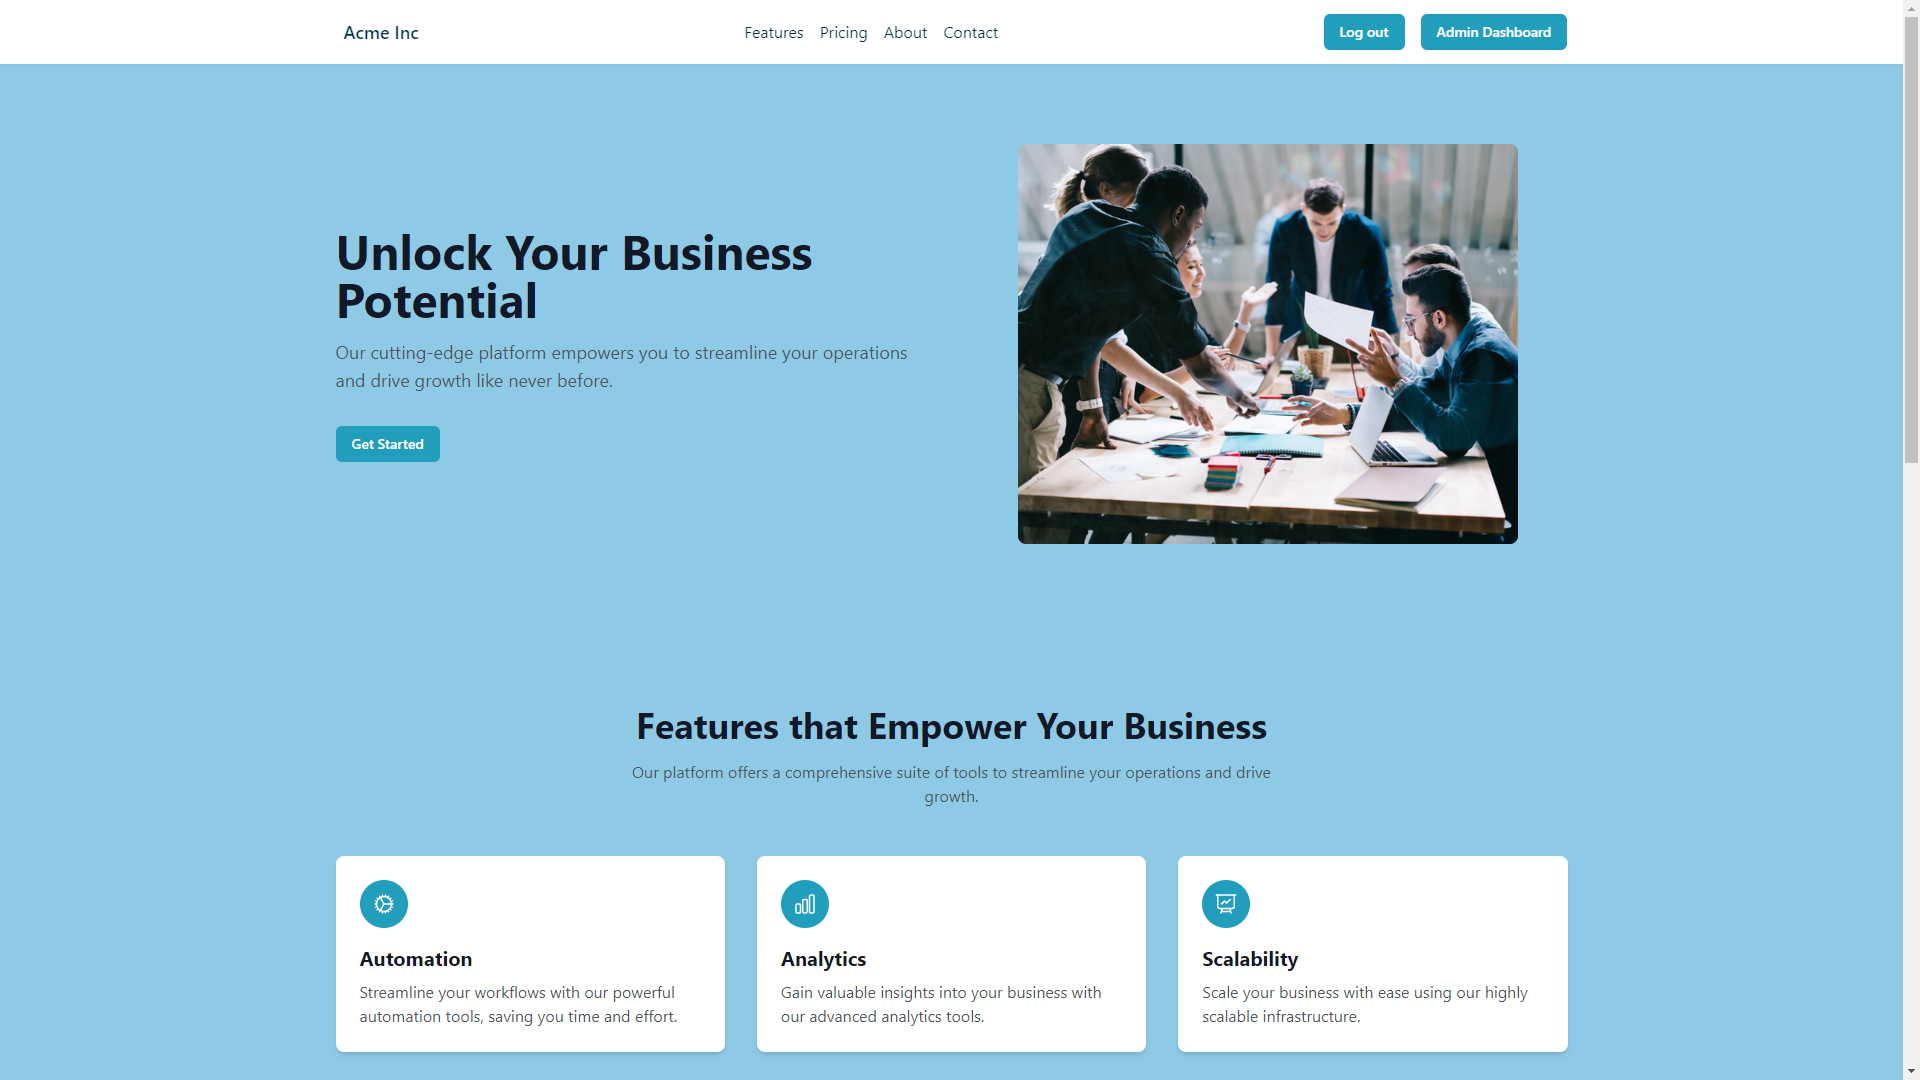 Acme Inc
Features
Pricing
About
Contact
Log out
Admin Dashboard
Unlock Your Business
Potential
Our cutting-edge platform empowers you to streamline your operations
and drive growth like never before.
Get Started
Features that Empower Your Business
Our platform offers a comprehensive suite of tools to streamline your operations and drive
growth.
Automation
Streamline your workflows with our powerful
automation tools, saving you time and effort.
Analytics
Gain valuable insights into your business with
our advanced analytics tools.
Scalability
Scale your business with ease using our highly
scalable infrastructure.